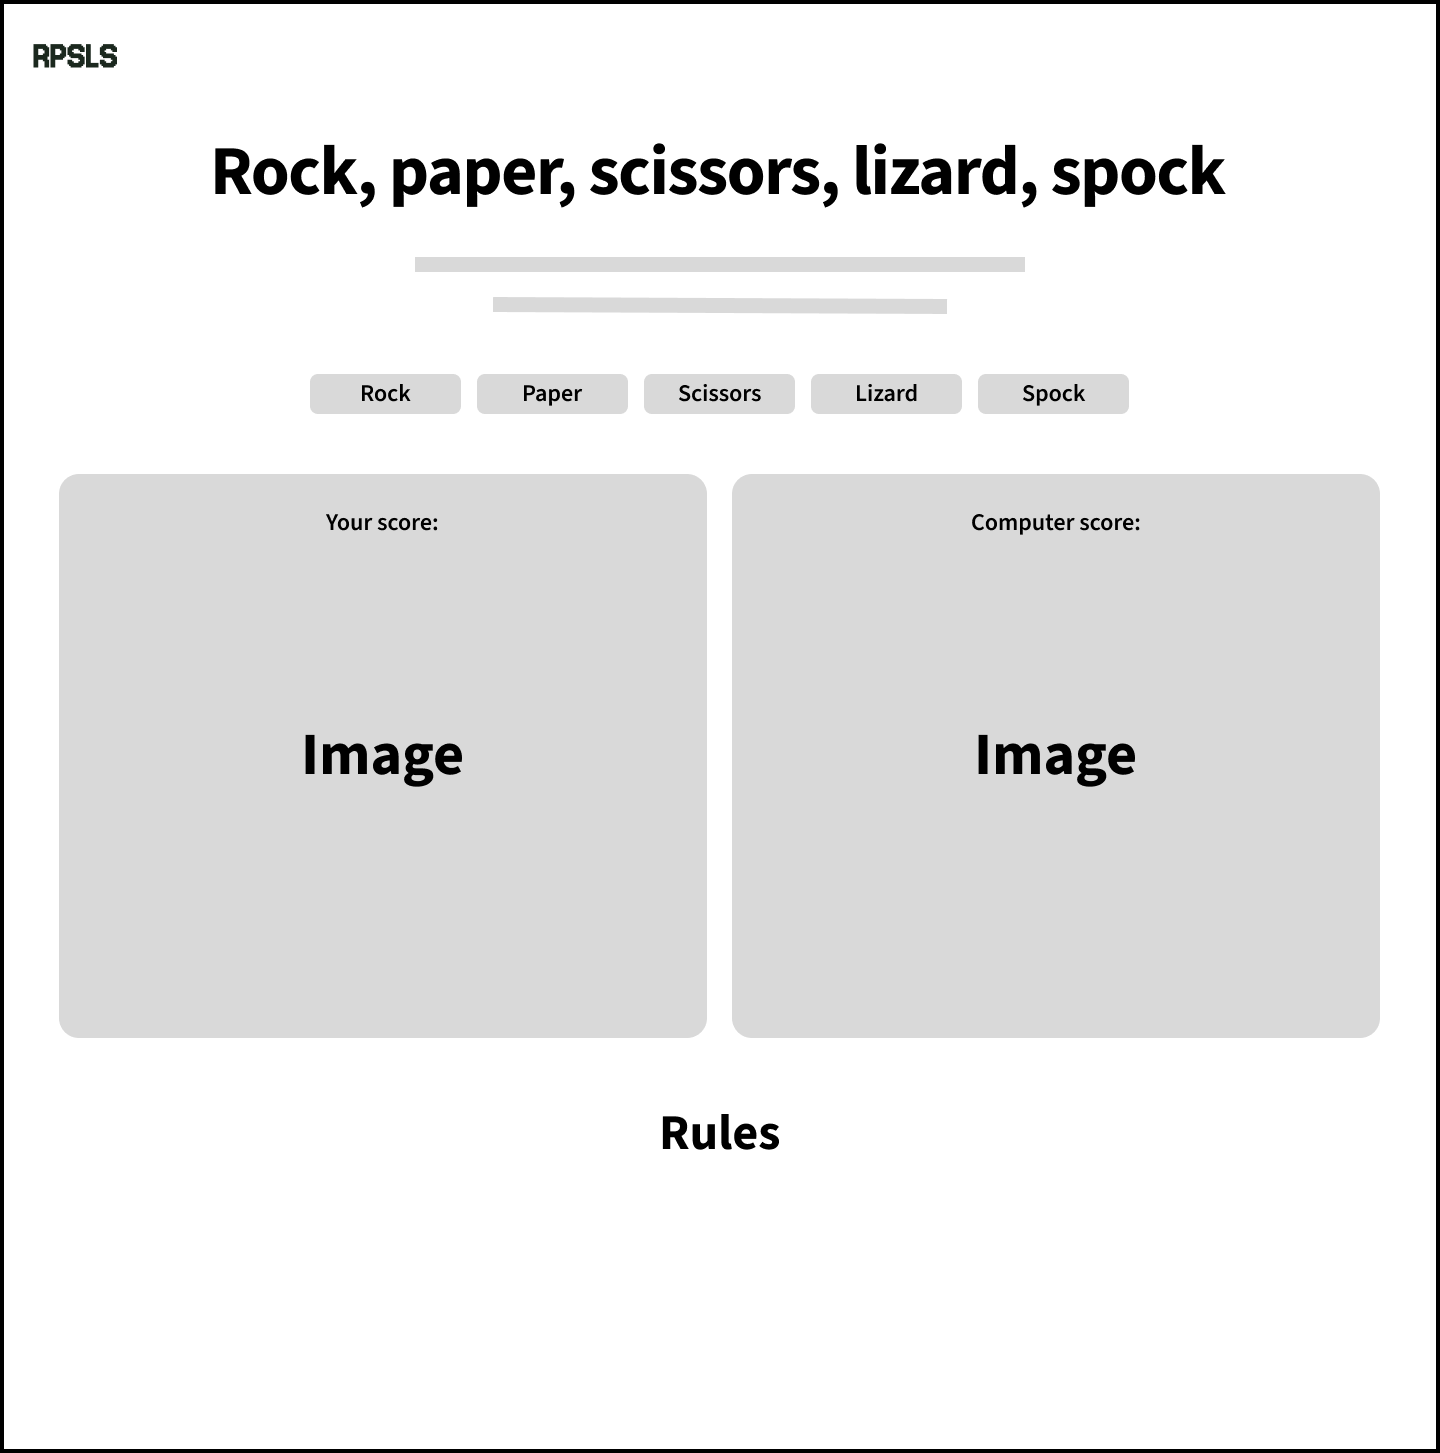 RPSLS
Rock, paper, scissors, lizard, spock
Rock Paper Scissors Lizard Spock
Your score: Computer score:
Image Image
Rules